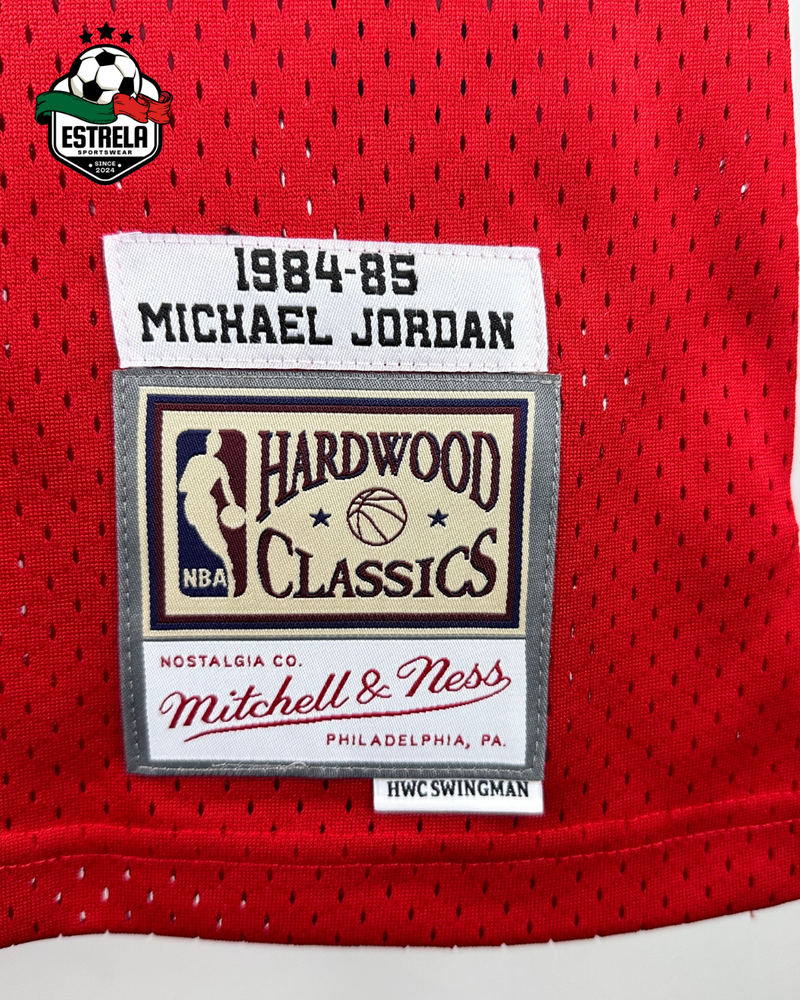 ESTRELA
SPORTSWEAR
SINCE
2024
1984-85
MICHAEL JORDAN
HARDWOOD
CLASSICS
NBA
NOSTALGIA CO.
Mitchell & Ness
PHILADELPHIA, PA.
HWC SWINGMAN